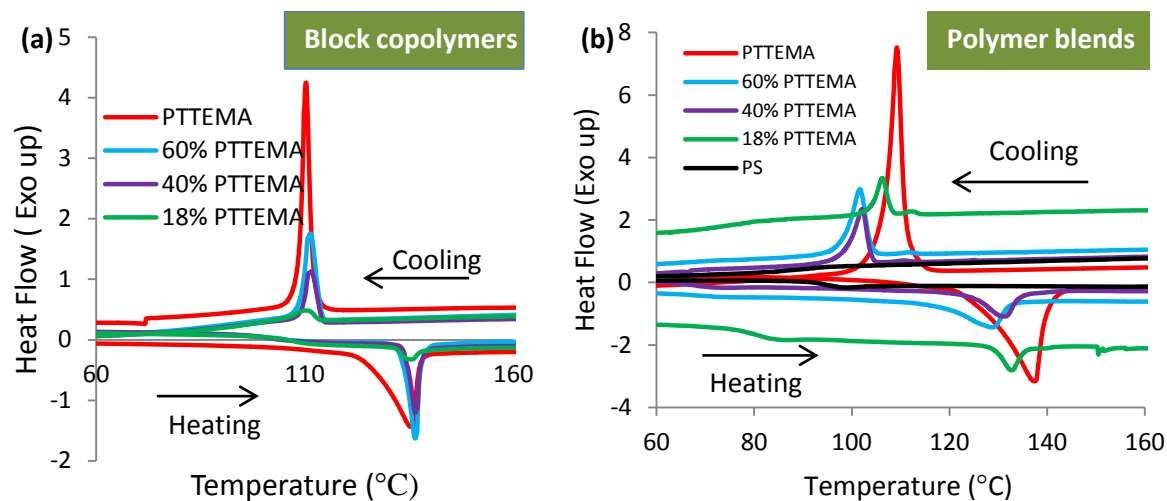 (a)
Block copolymers
5
4
3
2
1
0
-1
-2
Heat Flow ( Exo up)
PTTEMA
60% PTTEMA
40% PTTEMA
18% PTTEMA
Cooling
Heating
60
110
160
Temperature (°C)
(b)
Polymer blends
8
6
4
2
0
-2
-4
Heat Flow (Exo up)
PTTEMA
60% PTTEMA
40% PTTEMA
18% PTTEMA
PS
Cooling
Heating
60
80
100
120
140
160
Temperature (°C)